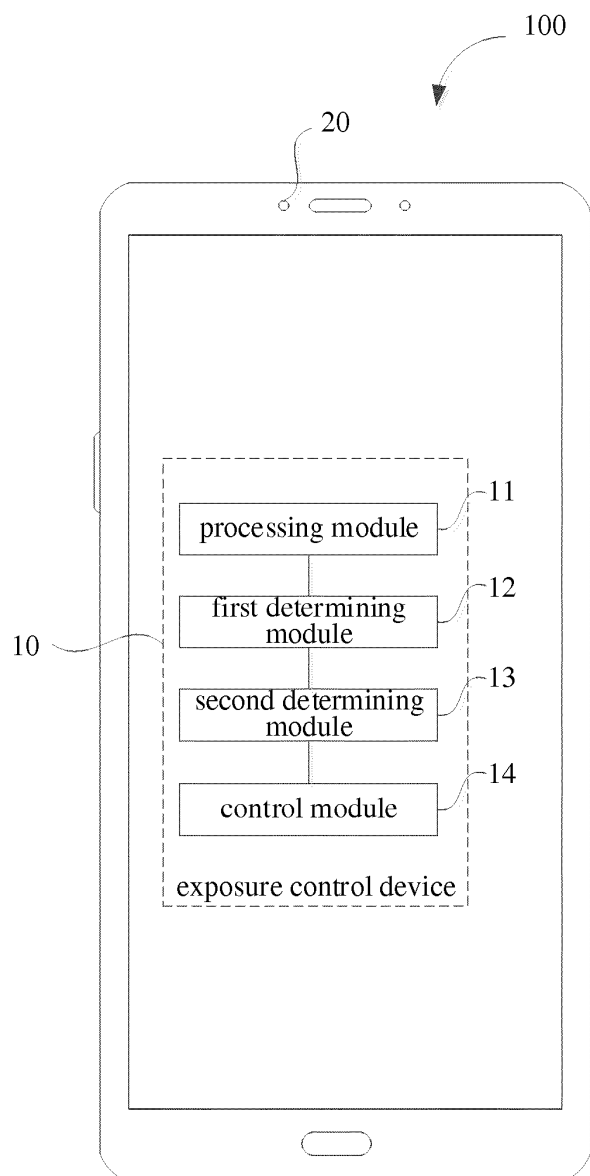 100
20
11
processing module
12
first determining
module
10
13
second determining
module
14
control module
exposure control device